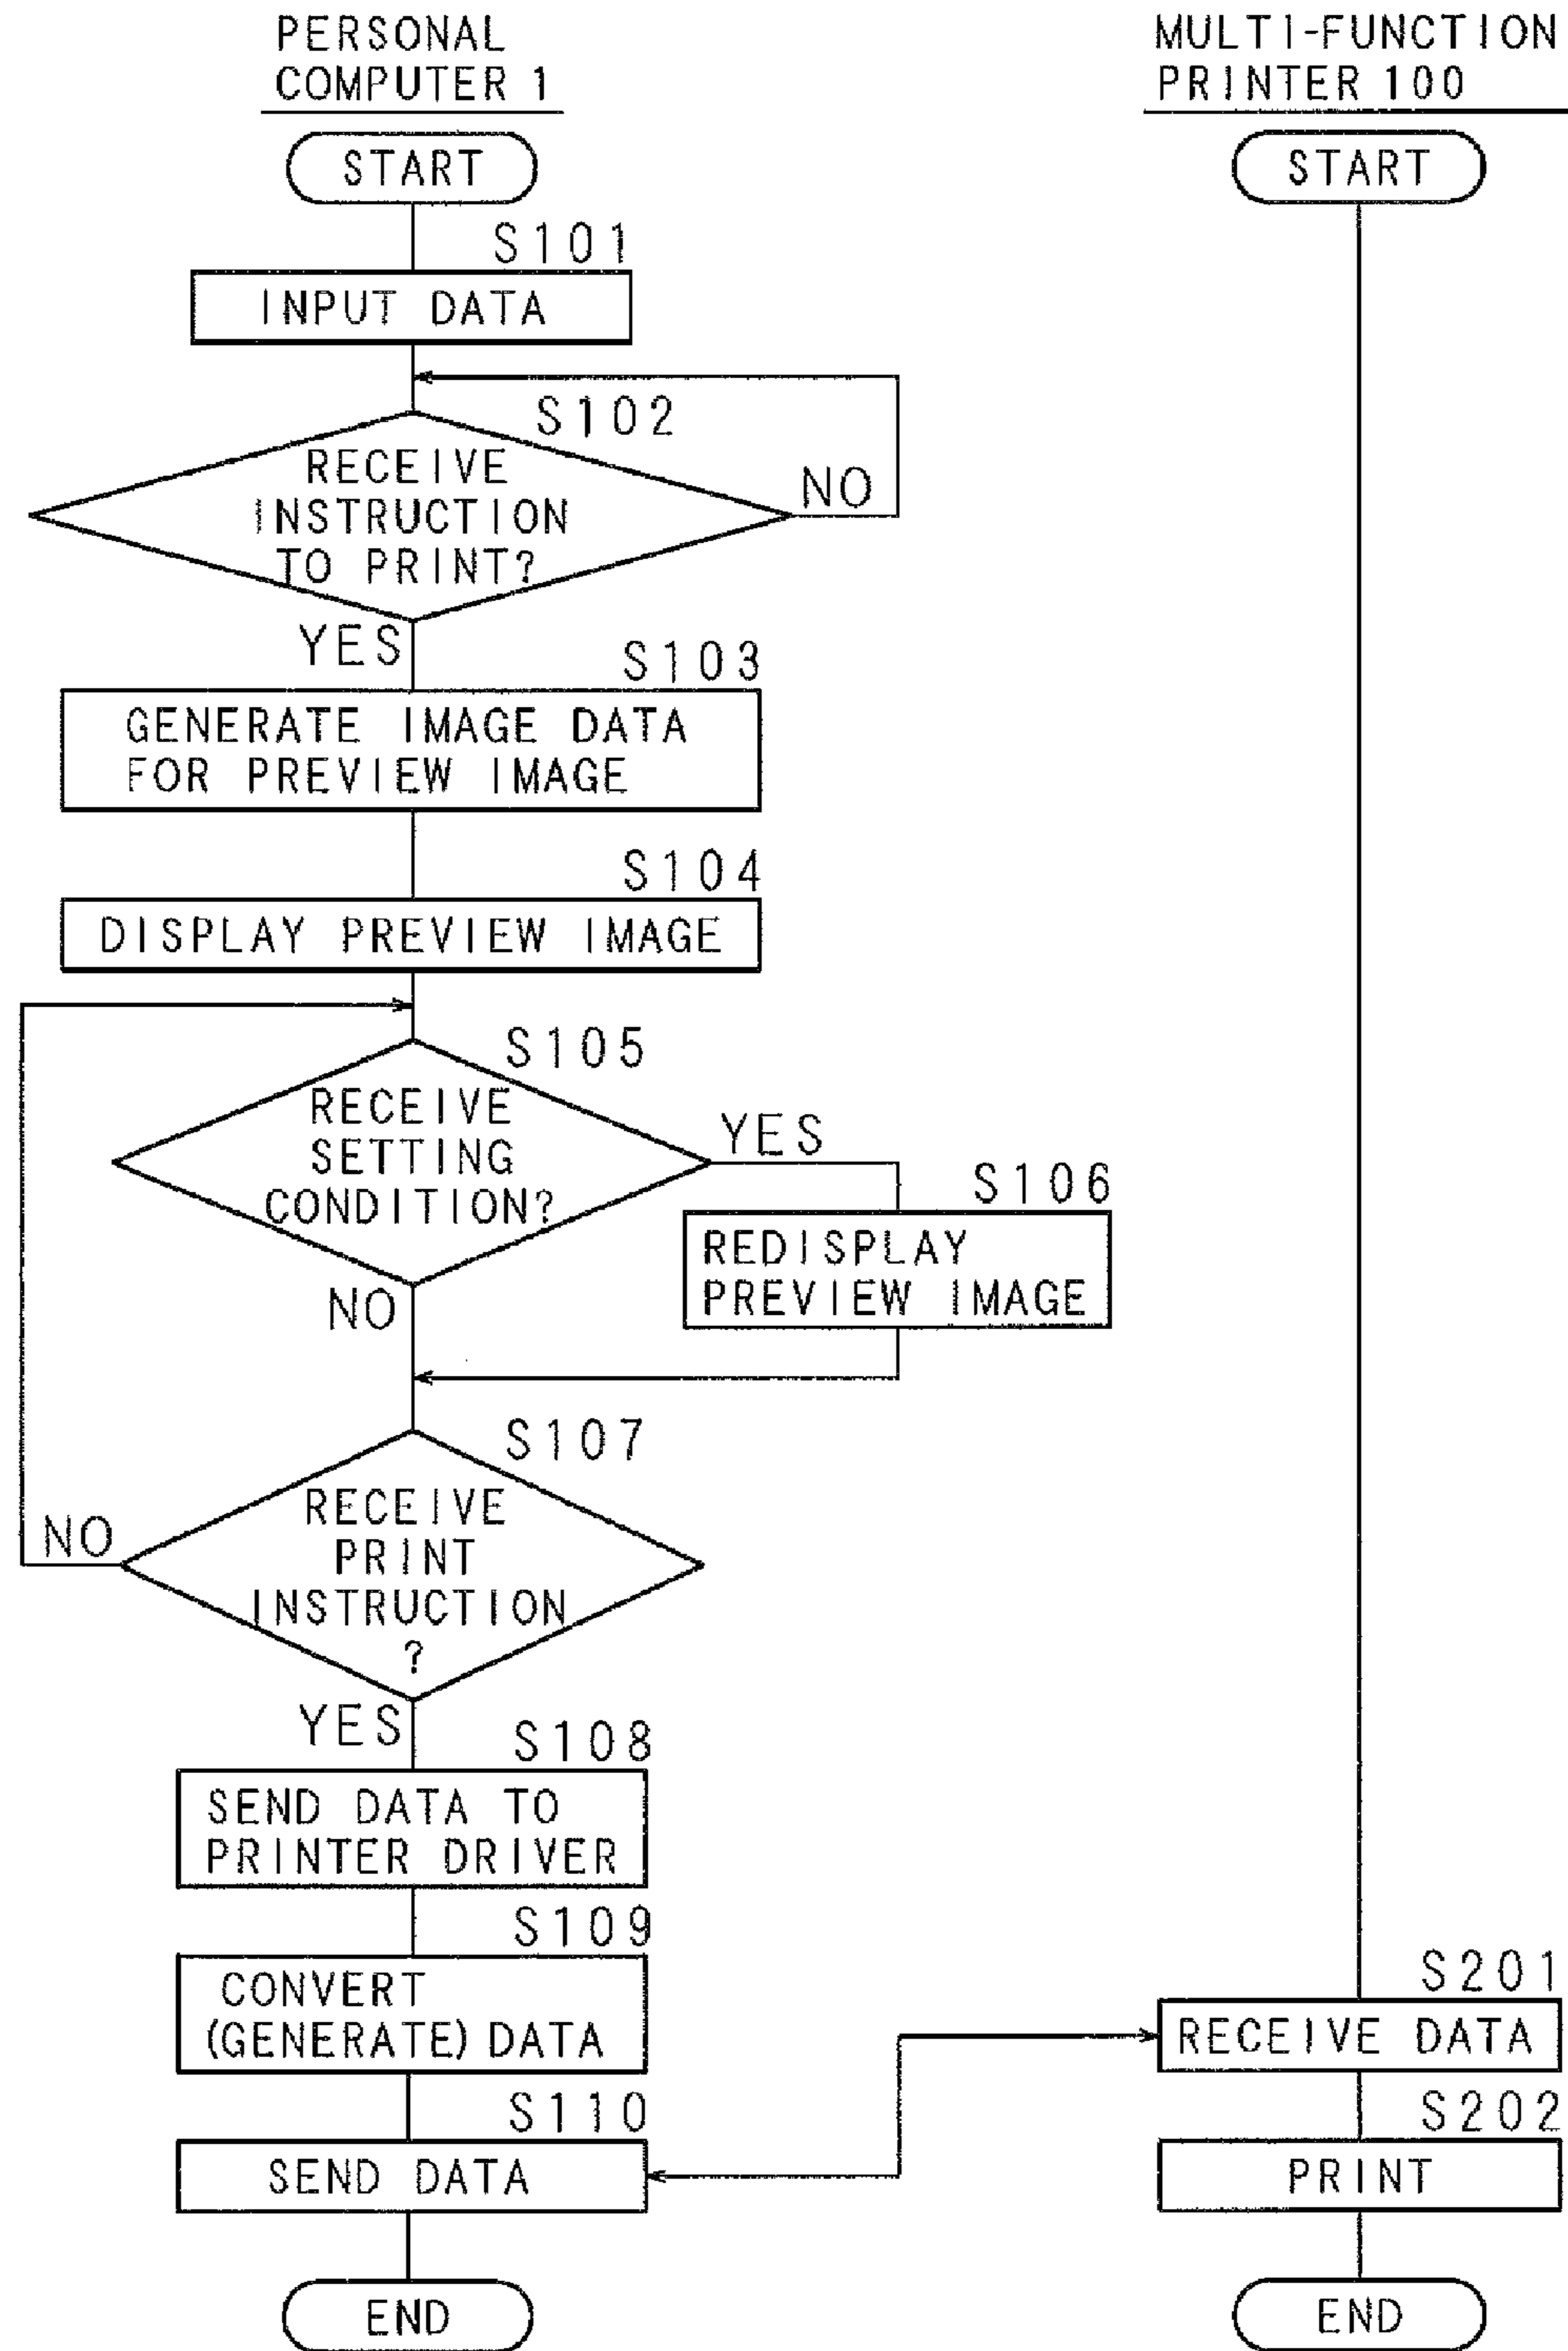 PERSONAL
COMPUTER 1
START
S101
INPUT DATA
S102
RECEIVE
INSTRUCTION
TO PRINT?
NO
YES
S103
GENERATE IMAGE DATA
FOR PREVIEW IMAGE
S104
DISPLAY PREVIEW IMAGE
S105
RECEIVE
SETTING
CONDITION?
YES
S106
REDISPLAY
PREVIEW IMAGE
NO
S107
RECEIVE
PRINT
INSTRUCTION
?
NO
YES
S108
SEND DATA TO
PRINTER DRIVER
S109
CONVERT
(GENERATE) DATA
S110
SEND DATA
END
MULTI-FUNCTION
PRINTER 100
START
S201
RECEIVE DATA
S202
PRINT
END